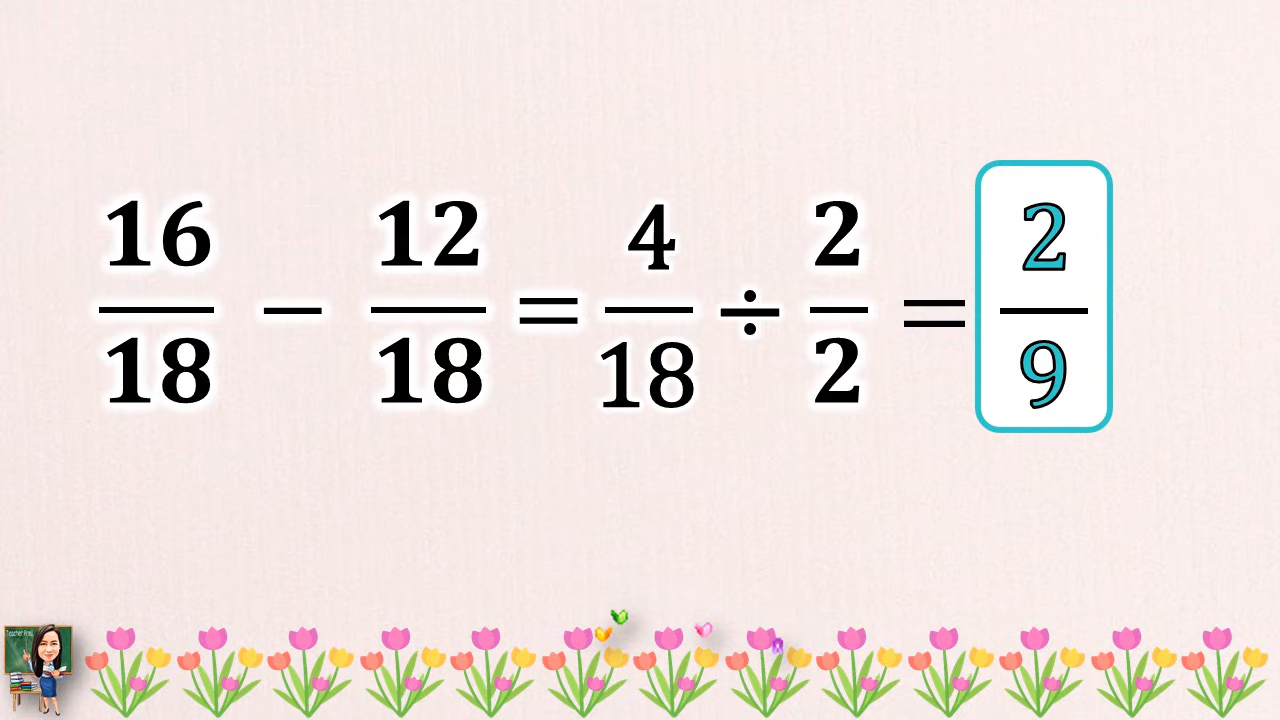 16/18 − 12/18 = 4/18 ÷ 2/2 = 2/9